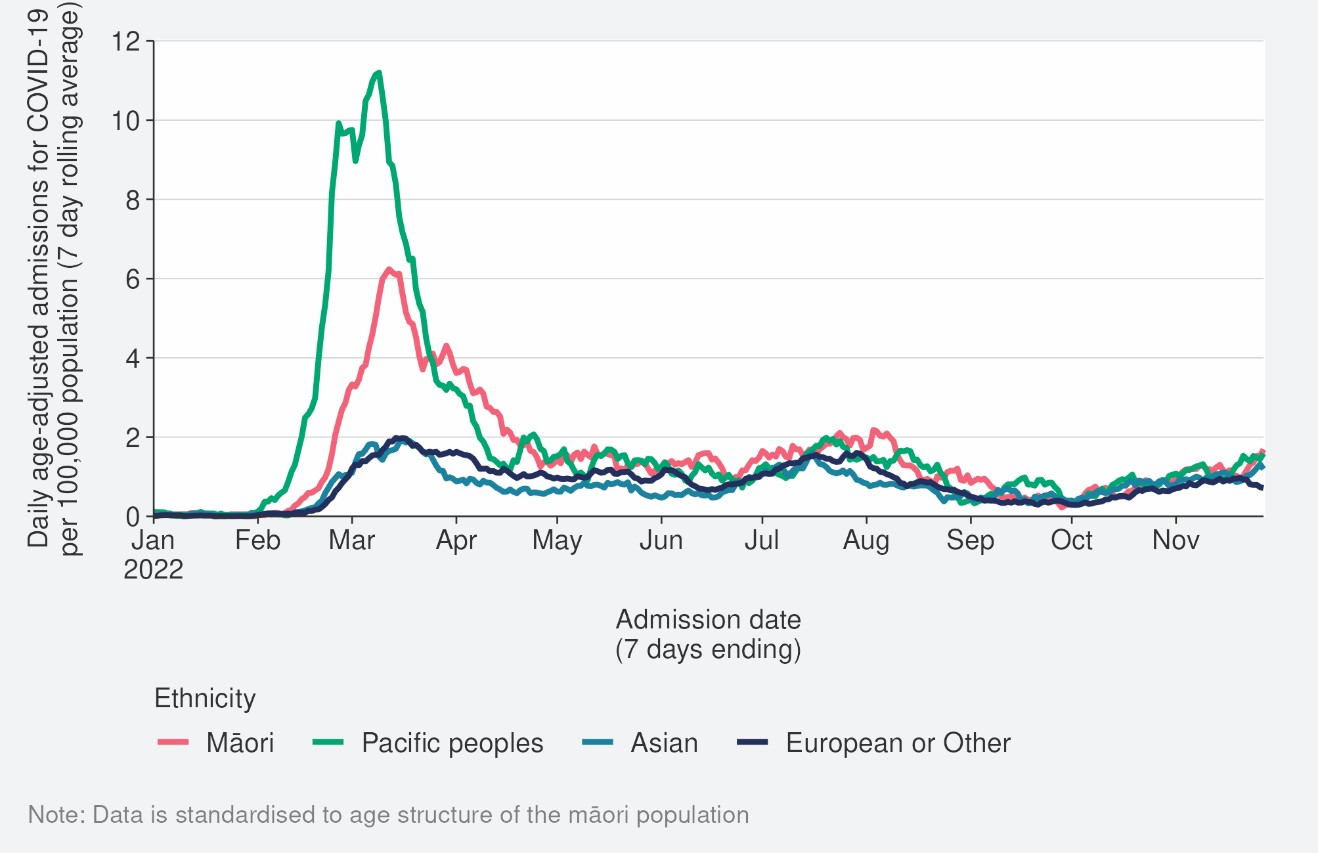 Daily age-adjusted admissions for COVID-19
per 100,000 population (7 day rolling average)
12
10
8
6
4
2
0
Jan Feb Mar Apr May Jun Jul Aug Sep Oct Nov
2022
Admission date
(7 days ending)
Ethnicity
Māori Pacific peoples Asian European or Other
Note: Data is standardised to age structure of the māori population